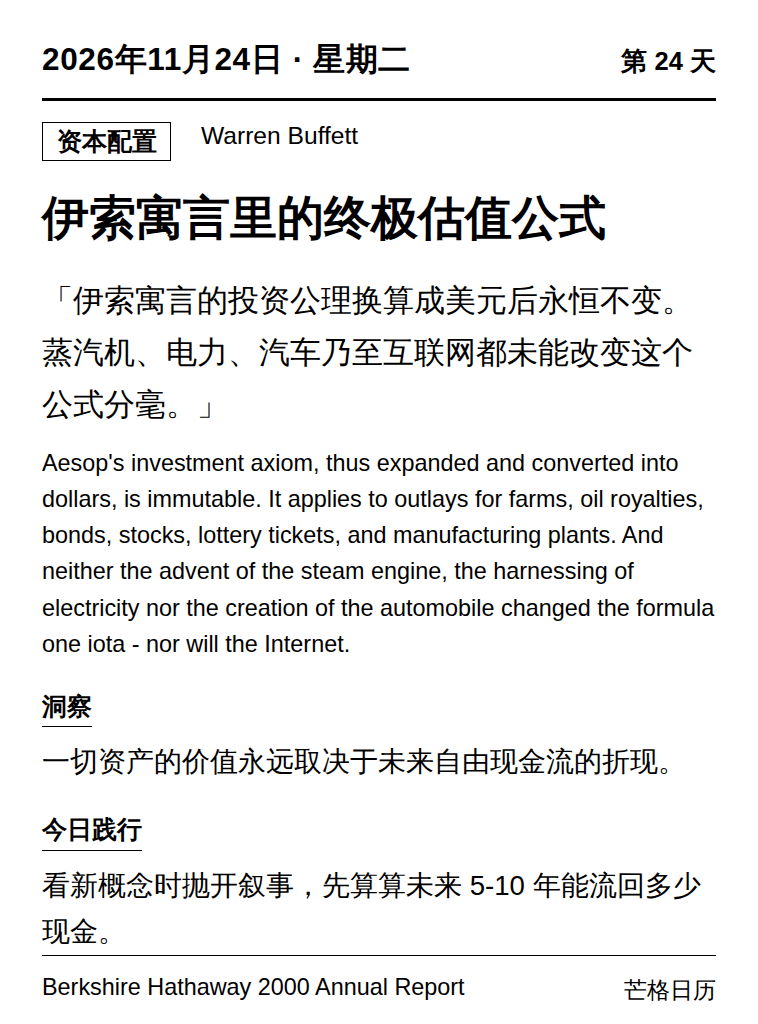 2026年11月24日 · 星期二
第 24 天
资本配置
Warren Buffett
伊索寓言里的终极估值公式
「伊索寓言的投资公理换算成美元后永恒不变。
蒸汽机、电力、汽车乃至互联网都未能改变这个
公式分毫。」
Aesop's investment axiom, thus expanded and converted into
dollars, is immutable. It applies to outlays for farms, oil royalties,
bonds, stocks, lottery tickets, and manufacturing plants. And
neither the advent of the steam engine, the harnessing of
electricity nor the creation of the automobile changed the formula
one iota - nor will the Internet.
洞察
一切资产的价值永远取决于未来自由现金流的折现。
今日践行
看新概念时抛开叙事，先算算未来 5-10 年能流回多少
现金。
Berkshire Hathaway 2000 Annual Report
芒格日历